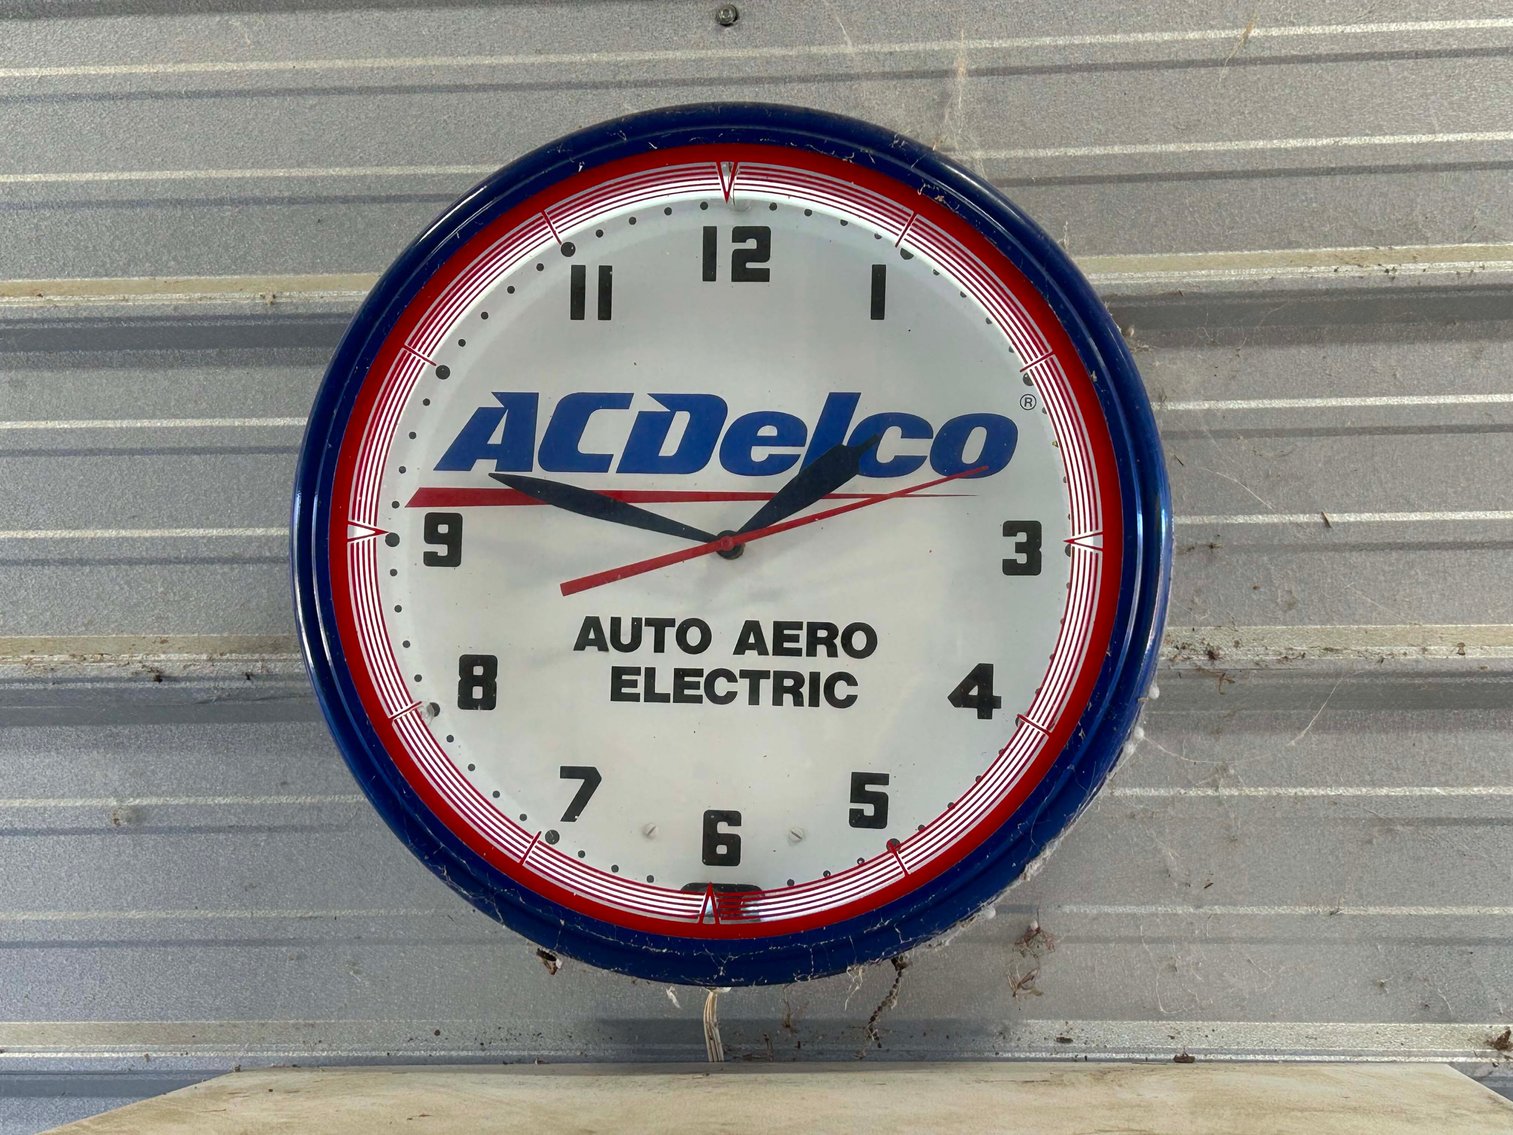 12
11 1
ACDelco ®
9 3
AUTO AERO
ELECTRIC
8 4
7 5
6